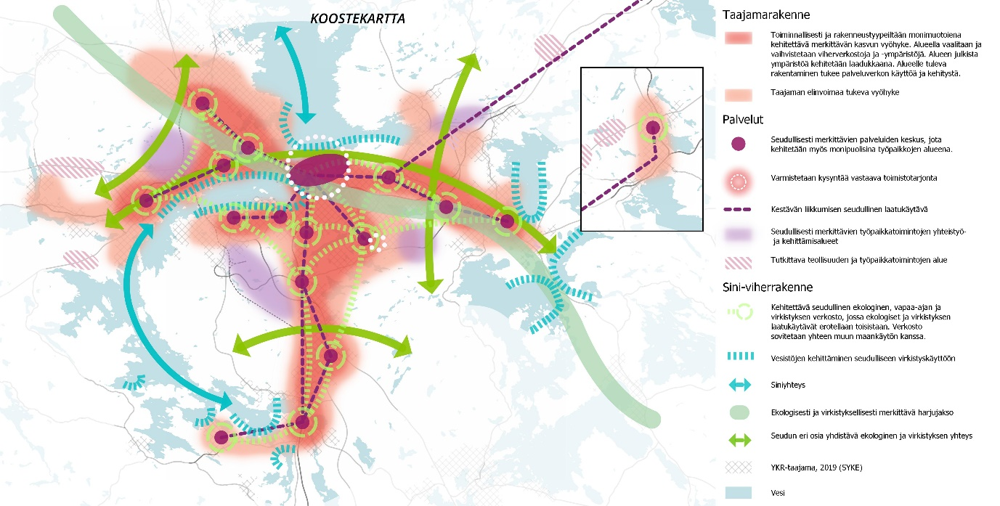 KOOSTEKARTTA
Taajamarakenne
Toiminnallisesti ja rakenneustyypeiltään monimuotoiena
kehitettävä merkittävän kasvun vyöhyke. Alueella vaalitaan ja
vaihvistetaan viherverkostoja ja -ympäristöjä. Alueen julkista
ympäristöä kehitetään laadukkaana. Alueelle tuleva
rakentaminen tukee palveluverkon käyttöä ja kehitystä.
Taajaman elinvoimaa tukeva vyöhyke
Palvelut
Seudullisesti merkittävien palveluiden keskus, jota
kehitetään myös monipuolisina työpaikkojen alueena.
Varmistetaan kysyntää vastaava toimistotarjonta
Kestävän liikkumisen seudullinen laatukäytävä
Seudullisesti merkittävien työpaikkatoimintojen yhteistyö-
ja kehittämisalueet
Tutkittava teollisuuden ja työpaikkatoimintojen alue
Sini-viherrakenne
Kehitettävä seudullinen ekologinen, vapaa-ajan ja
virkistyksen verkosto, jossa ekologiset ja virkistyksen
laatukäytävät erotellaan toisistaan. Verkosto
sovitetaan yhteen muun maankäytön kanssa.
Vesistöjen kehittäminen seudulliseen virkistyskäyttöön
Siniyhteys
Ekologisesti ja virkistyksellisesti merkittävä harjujakso
Seudun eri osia yhdistävä ekologinen ja virkistyksen yhteys
YKR-taajama, 2019 (SYKE)
Vesi